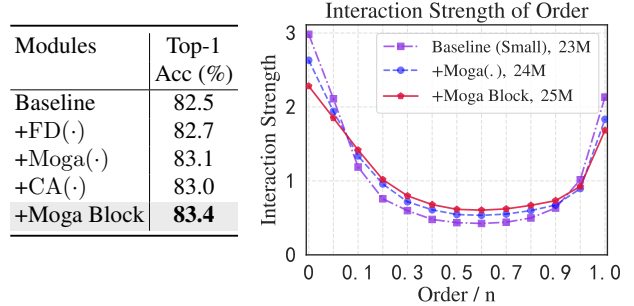 Modules Top-1
Acc (%)
Baseline 82.5
+FD(·) 82.7
+Moga(·) 83.1
+CA(·) 83.0
+Moga Block 83.4
Interaction Strength of Order
Interaction Strength
3
2
1
0
Baseline (Small), 23M
+Moga(.), 24M
+Moga Block, 25M
0 0.1 0.3 0.5 0.7 0.9 1.0
Order / n